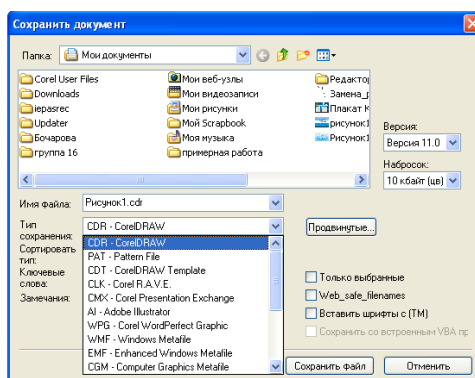 Сохранить документ
Папка: Мои документы
Corel User Files
Downloads
iepasrec
Updater
Бочарова
группа 16
Мои веб-узлы
Мои видеозаписи
Мои рисунки
Мой Scrapbook
Моя музыка
примерная работа
Редактор
Замена_р
Плакат К
рисунок1
Рисунок1
Версия:
Версия 11.0
Набросок:
10 кбайт (цв)
Имя файла: Рисунок1.cdr
Тип сохранения: CDR - CorelDRAW
Продвинутые...
Сортировать тип:
Ключевые слова:
Замечания:
CDR - CorelDRAW
PAT - Pattern File
CDT - CorelDRAW Template
CLK - Corel R.A.V.E.
CMX - Corel Presentation Exchange
AI - Adobe Illustrator
WPG - Corel WordPerfect Graphic
WMF - Windows Metafile
EMF - Enhanced Windows Metafile
CGM - Computer Graphics Metafile
Только выбранные
Web_safe_filenames
Вставить шрифты с (TM)
Сохранить со встроенным VBA пр
Сохранить файл
Отменить